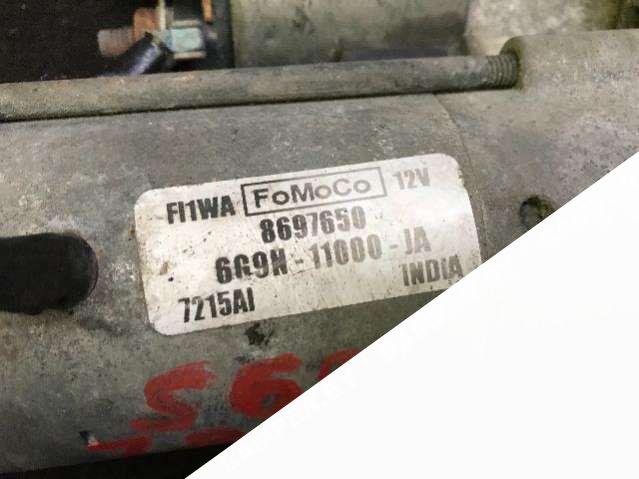 FI1WA FoMoCo 12V
8697650
6G9N-11000-JA
7215AI INDIA